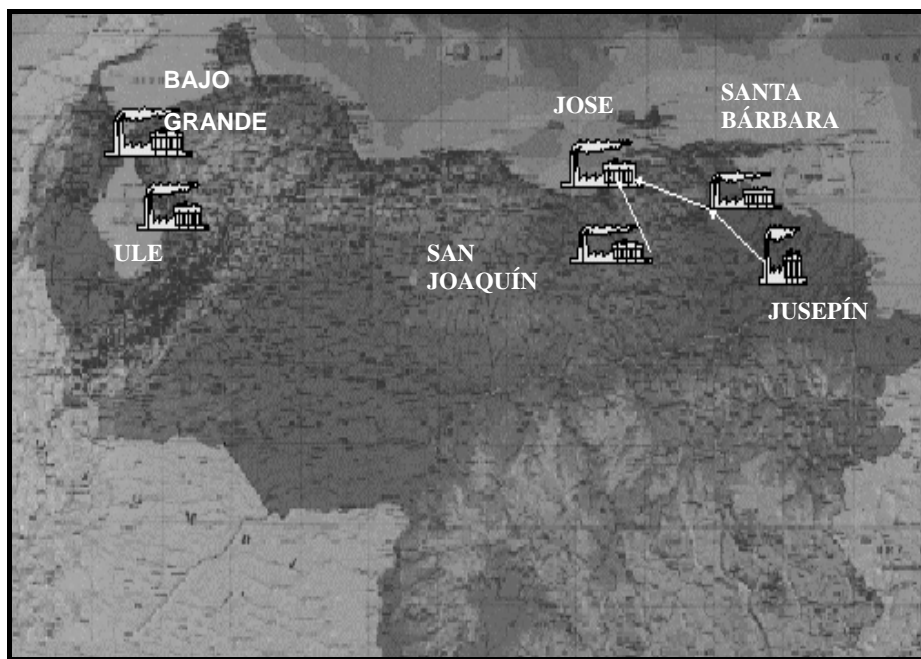 BAJO
GRANDE
JOSE
SANTA
BÁRBARA
ULE
SAN
JOAQUÍN
JUSEPÍN